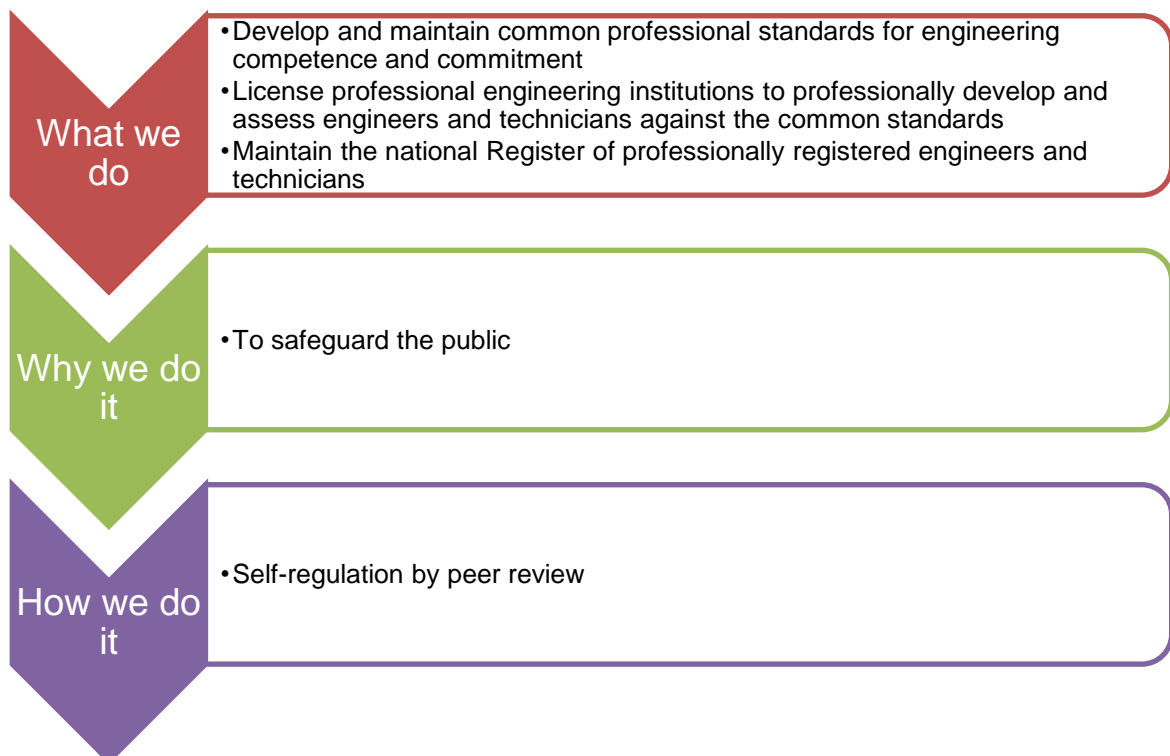 What we
do
•Develop and maintain common professional standards for engineering
competence and commitment
•License professional engineering institutions to professionally develop and
assess engineers and technicians against the common standards
•Maintain the national Register of professionally registered engineers and
technicians
Why we do
it
•To safeguard the public
How we do
it
•Self-regulation by peer review